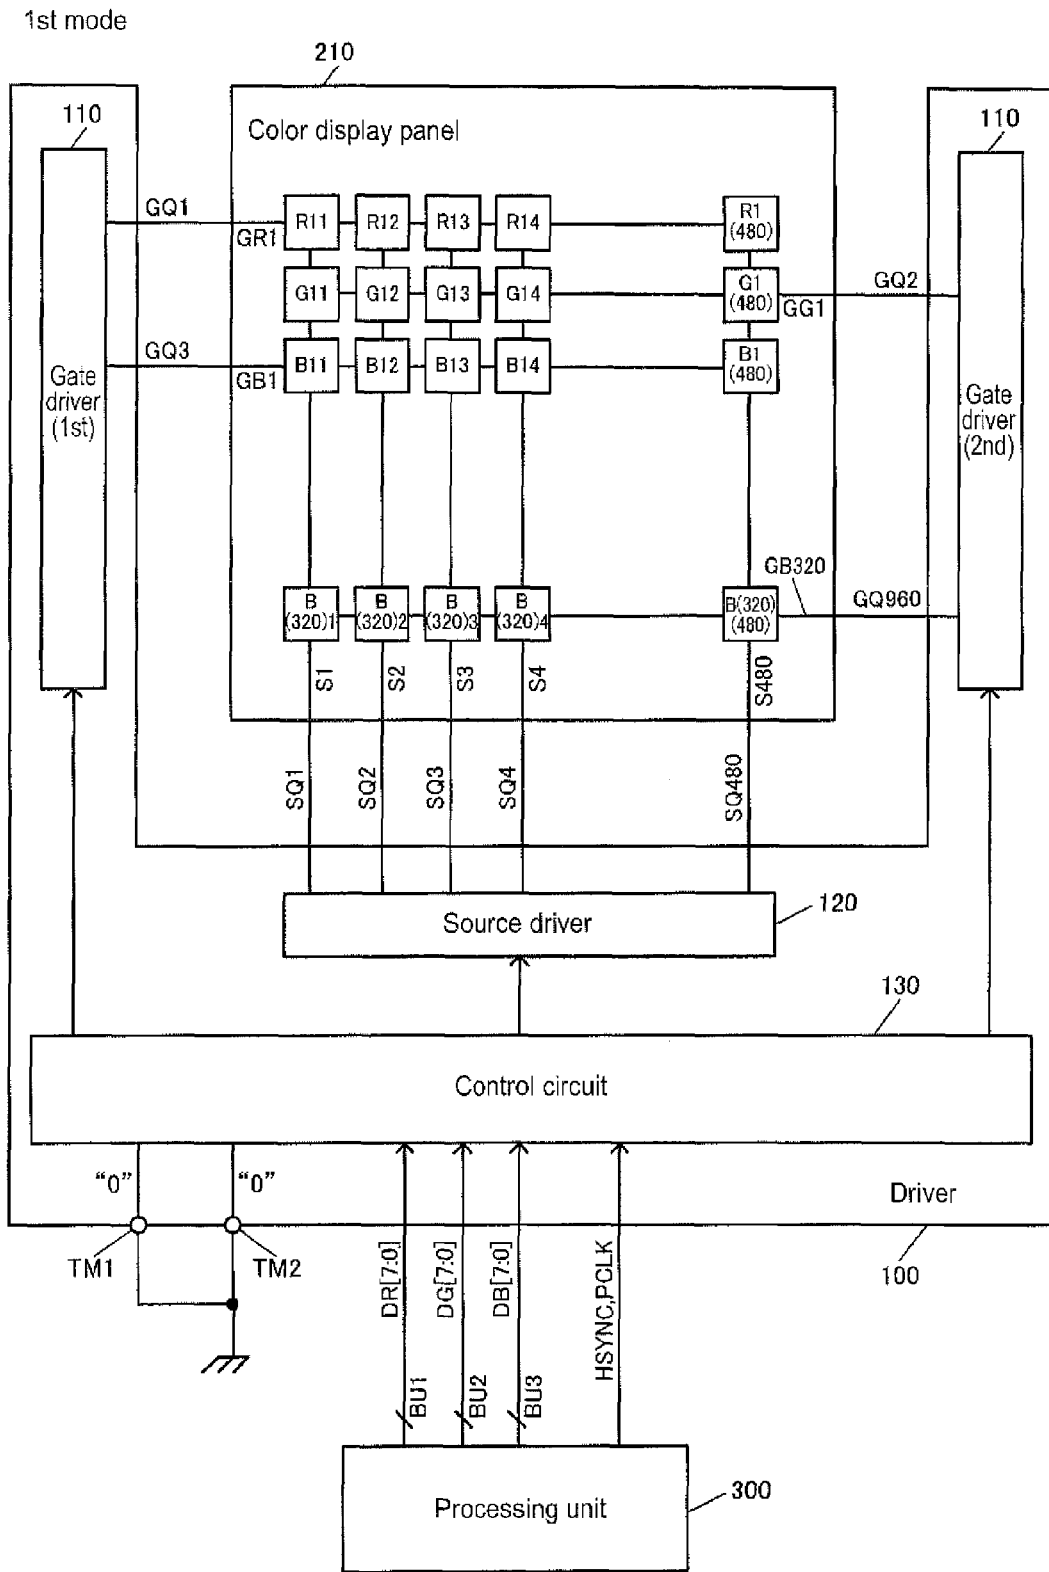 1st mode
210
110
Color display panel
110
GQ1
GR1
R11
R12
R13
R14
R1
(480)
G11
G12
G13
G14
G1
(480)
GG1
GQ2
GQ3
GB1
B11
B12
B13
B14
B1
(480)
Gate
driver
(1st)
Gate
driver
(2nd)
GB320
GQ960
B
(320)1
B
(320)2
B
(320)3
B
(320)4
B(320)
(480)
S1
S2
S3
S4
S480
SQ1
SQ2
SQ3
SQ4
SQ480
Source driver
120
130
Control circuit
“0”
“0”
Driver
TM1
TM2
100
DR[7:0]
DG[7:0]
DB[7:0]
HSYNC,PCLK
BU1
BU2
BU3
Processing unit
300